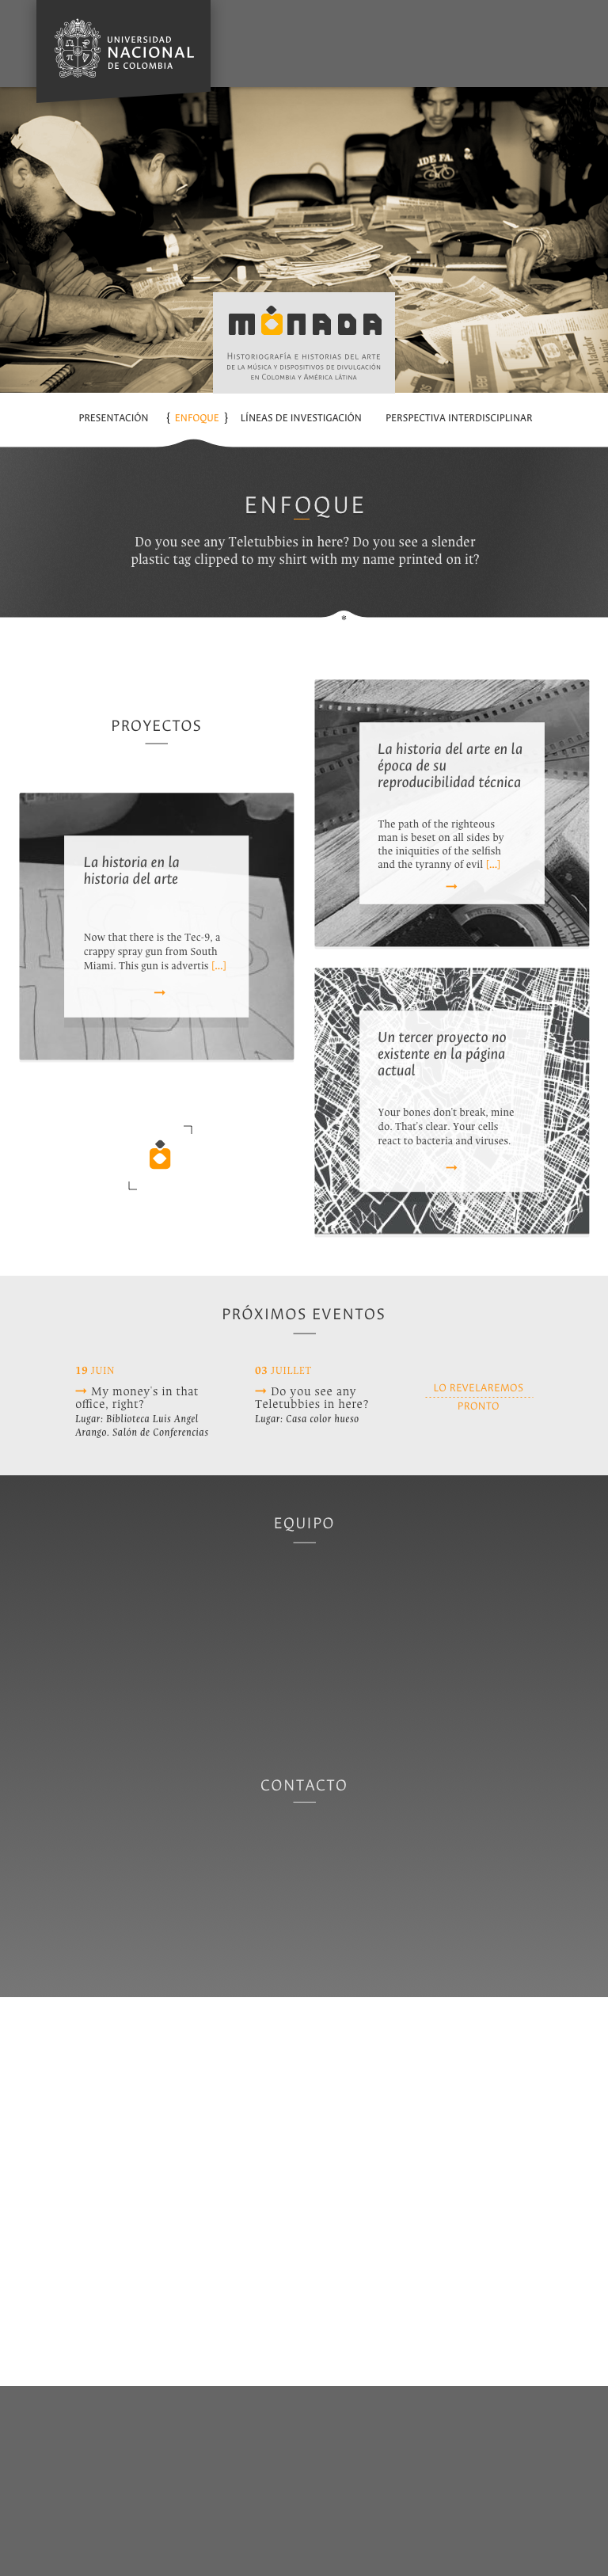 UNIVERSIDAD
NACIONAL
DE COLOMBIA
IDE FA
MÓNADA
Historiografía e historias del arte
de la música y dispositivos de divulgación
en Colombia y América látina
PRESENTACIÓN { ENFOQUE } LÍNEAS DE INVESTIGACIÓN PERSPECTIVA INTERDISCIPLINAR
ENFOQUE
Do you see any Teletubbies in here? Do you see a slender
plastic tag clipped to my shirt with my name printed on it?
PROYECTOS
La historia del arte en la
época de su
reproducibilidad técnica
The path of the righteous
man is beset on all sides by
the iniquities of the selfish
and the tyranny of evil [...]
La historia en la
historia del arte
Now that there is the Tec-9, a
crappy spray gun from South
Miami. This gun is advertis [...]
Un tercer proyecto no
existente en la página
actual
Your bones don't break, mine
do. That's clear. Your cells
react to bacteria and viruses.
PRÓXIMOS EVENTOS
19 JUIN
My money's in that
office, right?
Lugar: Biblioteca Luis Angel
Arango. Salón de Conferencias
03 JUILLET
Do you see any
Teletubbies in here?
Lugar: Casa color hueso
LO REVELAREMOS
PRONTO
EQUIPO
CONTACTO